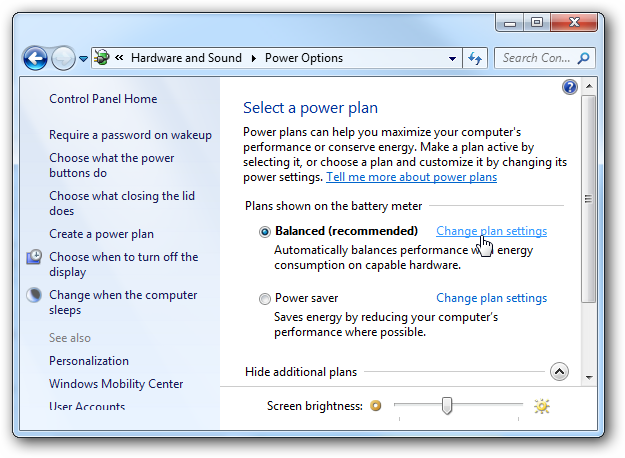 « Hardware and Sound ▸ Power Options
Search Con...
Control Panel Home
Require a password on wakeup
Choose what the power
buttons do
Choose what closing the lid
does
Create a power plan
Choose when to turn off the
display
Change when the computer
sleeps
See also
Personalization
Windows Mobility Center
User Accounts
Select a power plan
Power plans can help you maximize your computer's
performance or conserve energy. Make a plan active by
selecting it, or choose a plan and customize it by changing its
power settings. Tell me more about power plans
Plans shown on the battery meter
Balanced (recommended) Change plan settings
Automatically balances performance with energy
consumption on capable hardware.
Power saver Change plan settings
Saves energy by reducing your computer's
performance where possible.
Hide additional plans
Screen brightness: